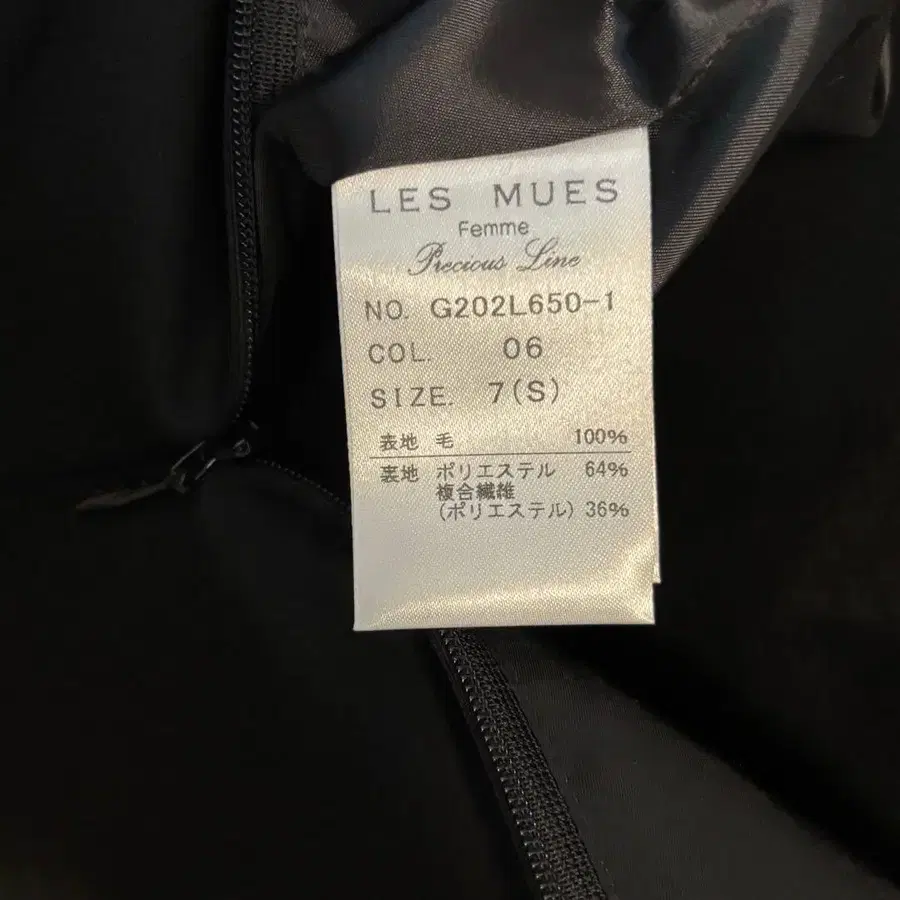 LES MUES
Femme
Precious Line
NO. G202L650-1
COL. 06
SIZE. 7(S)
表地 毛 100%
裏地 ポリエステル 64%
複合繊維
(ポリエステル) 36%